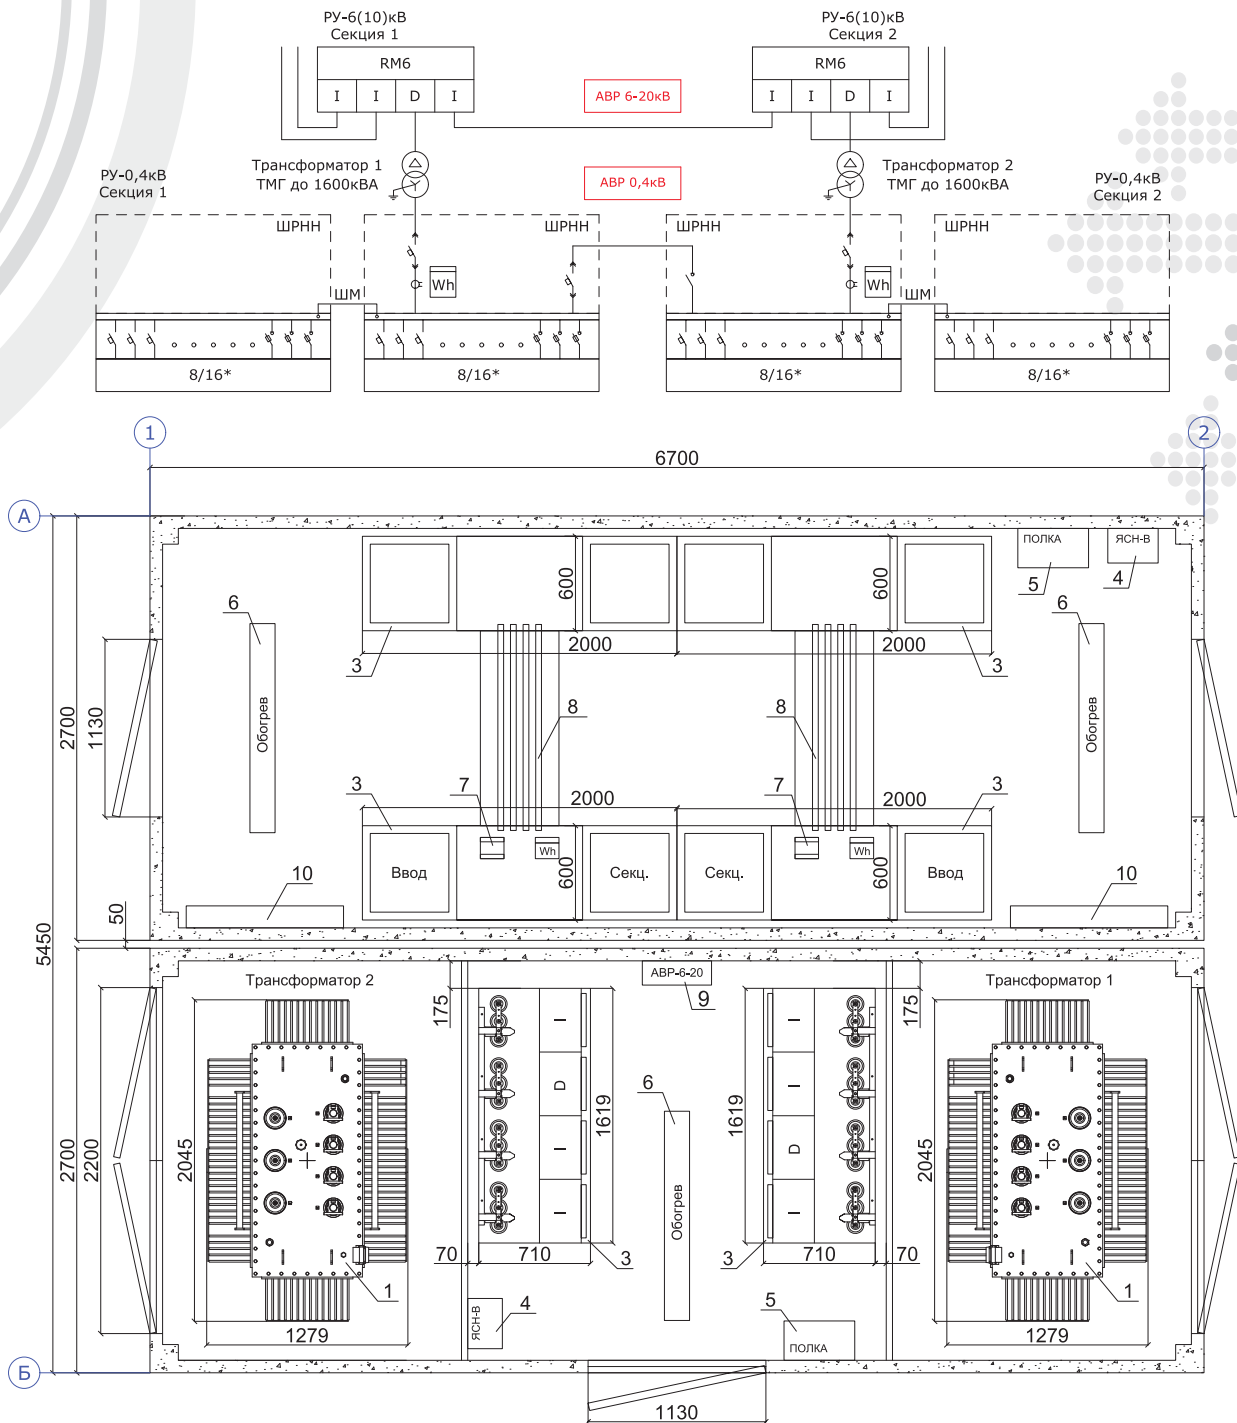 РУ-6(10)кВ
Секция 1
РУ-6(10)кВ
Секция 2
RM6
RM6
I I D I
I I D I
АВР 6-20кВ
Трансформатор 1
ТМГ до 1600кВА
АВР 0,4кВ
Трансформатор 2
ТМГ до 1600кВА
РУ-0,4кВ
Секция 1
РУ-0,4кВ
Секция 2
ШРНН
ШРНН
ШРНН
ШРНН
Wh
Wh
ШМ
ШМ
8/16*
8/16*
8/16*
8/16*
1
2
6700
А
ПОЛКА
ЯСН-В
5
4
600
600
6
6
2000
2000
3
3
Обогрев
Обогрев
2700
1130
8
8
3
7
2000
7
2000
3
Wh
Wh
Ввод
Секц.
Секц.
Ввод
600
600
10
10
50
5450
Трансформатор 2
АВР-6-20
Трансформатор 1
9
175
175
I
D
I
I
I
I
D
I
6
1619
1619
2700
2200
2045
2045
Обогрев
70
710
3
3
710
70
1
1
4
5
ЯСН-В
1279
ПОЛКА
1279
Б
1130